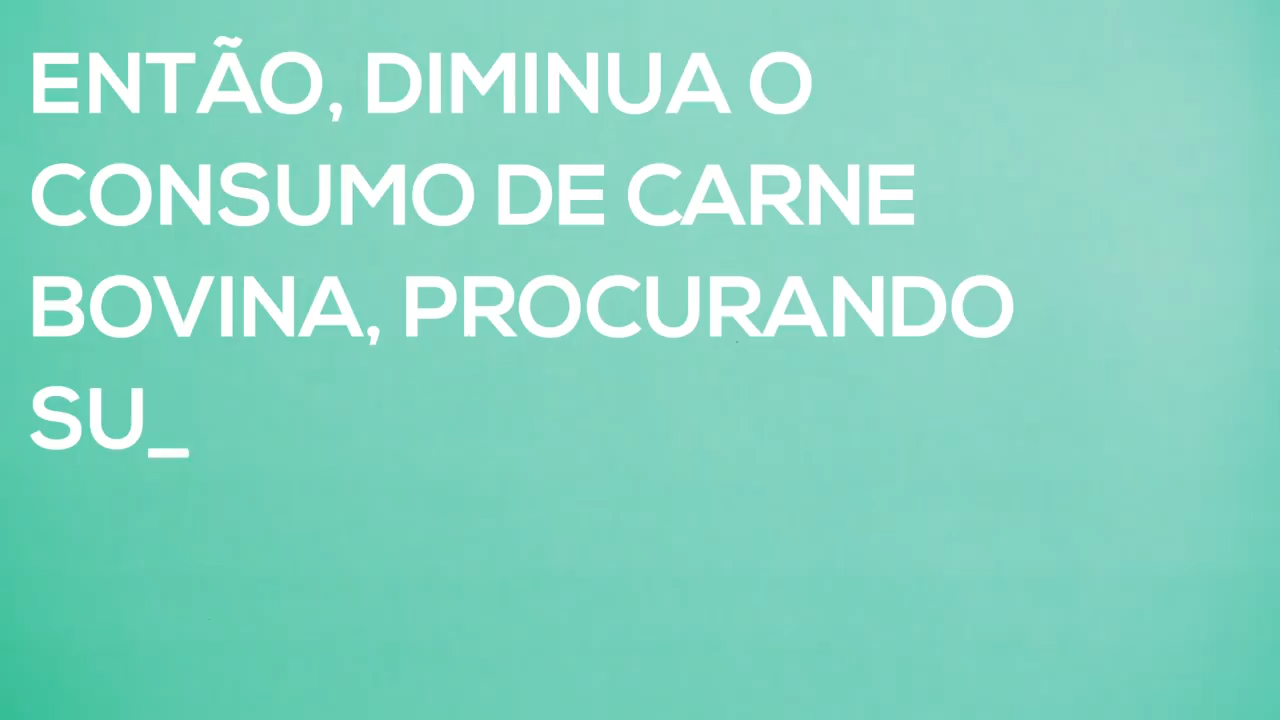 ENTÃO, DIMINUA O
CONSUMO DE CARNE
BOVINA, PROCURANDO
SU_